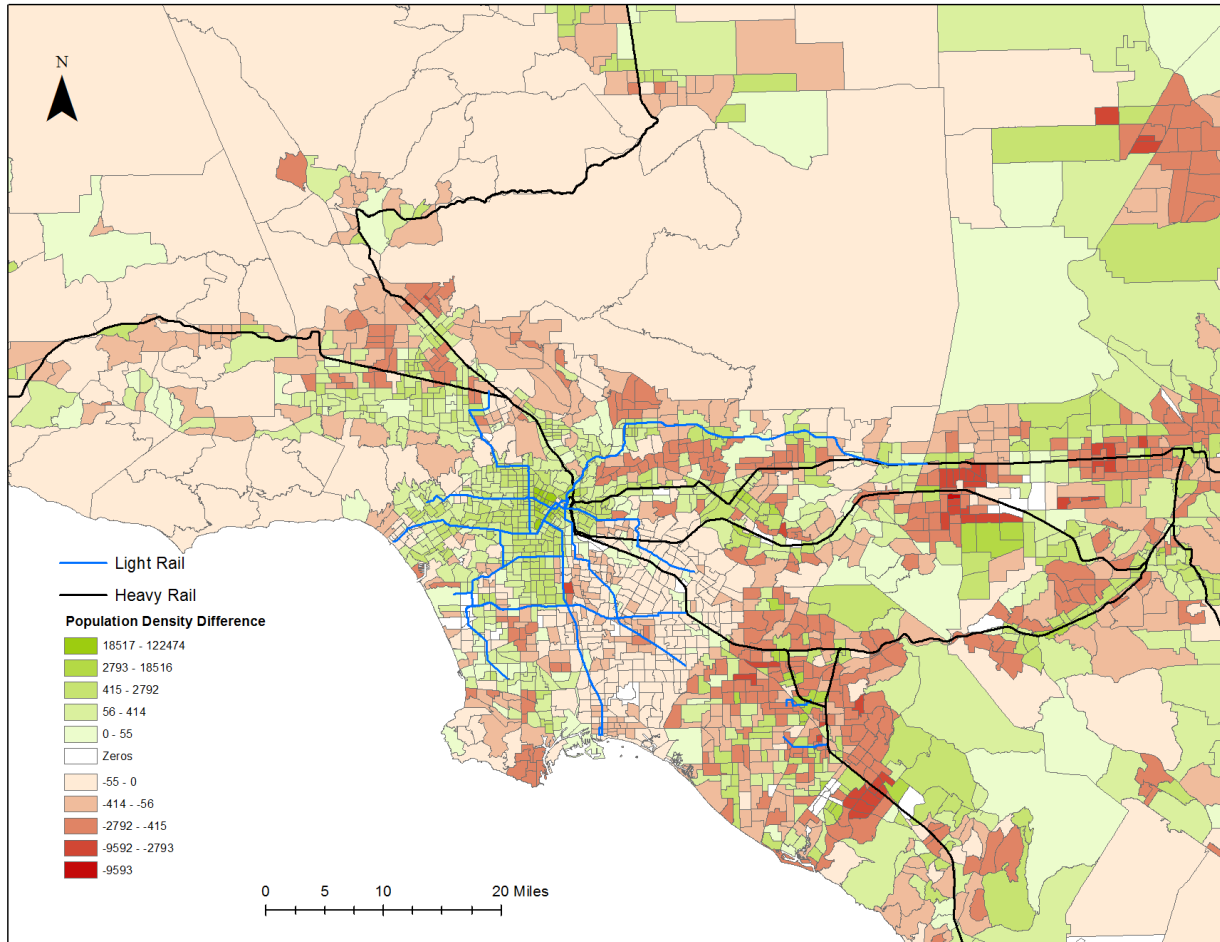 N
Light Rail
Heavy Rail
Population Density Difference
18517 - 122474
2793 - 18516
415 - 2792
56 - 414
0 - 55
Zeros
-55 - 0
-414 - -56
-2792 - -415
-9592 - -2793
-9593
0 5 10 20 Miles